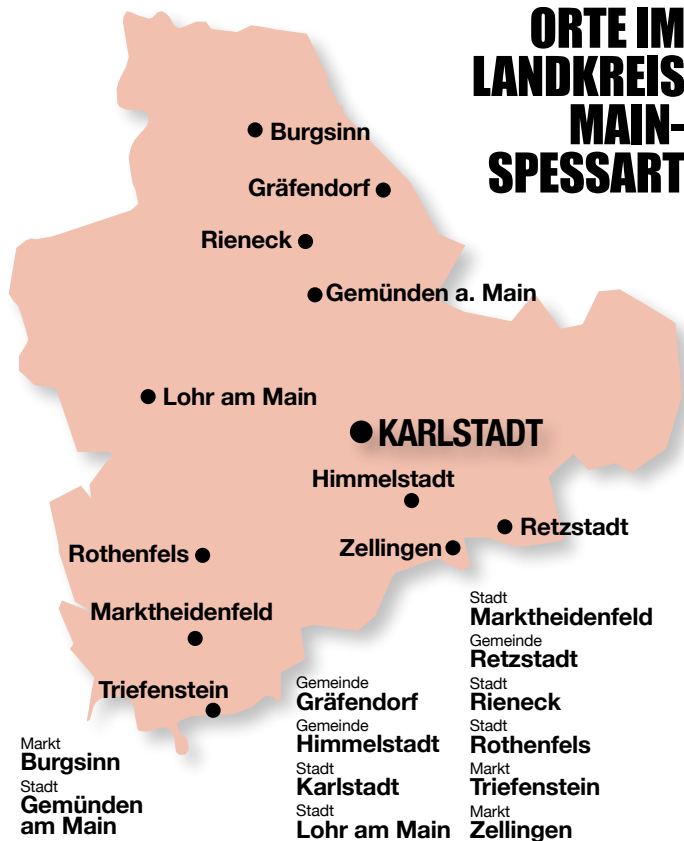 ORTE IM
LANDKREIS
MAIN-
SPESSART
Burgsinn
Gräfendorf
Rieneck
Gemünden a. Main
Lohr am Main
KARLSTADT
Himmelstadt
Retzstadt
Zellingen
Rothenfels
Marktheidenfeld
Triefenstein
Markt
Burgsinn
Stadt
Gemünden
am Main
Gemeinde
Gräfendorf
Gemeinde
Himmelstadt
Stadt
Karlstadt
Stadt
Lohr am Main
Stadt
Marktheidenfeld
Gemeinde
Retzstadt
Stadt
Rieneck
Stadt
Rothenfels
Markt
Triefenstein
Markt
Zellingen